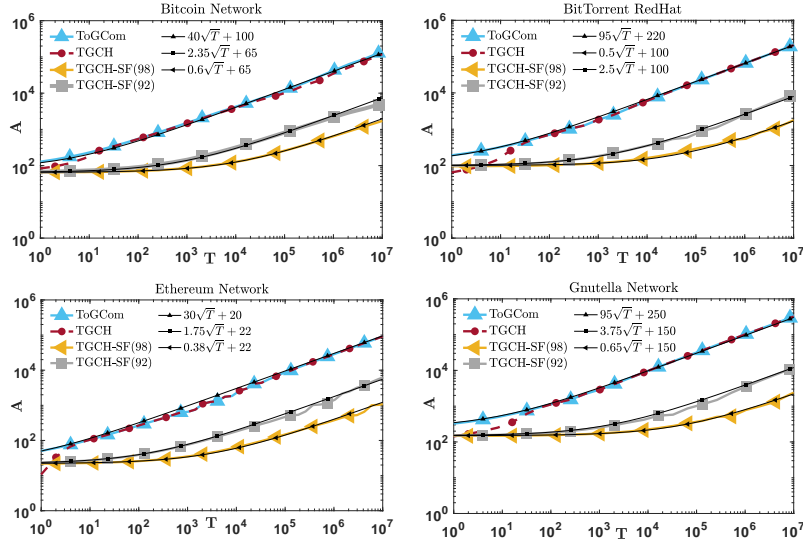 Bitcoin Network
ToGCom
TGCH
TGCH-SF(98)
TGCH-SF(92)
40√T + 100
2.35√T + 65
0.6√T + 65
A
10^6
10^4
10^2
10^0
10^0 10^1 10^2 10^3 10^4 10^5 10^6 10^7
T
BitTorrent RedHat
ToGCom
TGCH
TGCH-SF(98)
TGCH-SF(92)
95√T + 220
0.5√T + 100
2.5√T + 100
A
10^6
10^4
10^2
10^0
10^0 10^1 10^2 10^3 10^4 10^5 10^6 10^7
T
Ethereum Network
ToGCom
TGCH
TGCH-SF(98)
TGCH-SF(92)
30√T + 20
1.75√T + 22
0.38√T + 22
A
10^6
10^4
10^2
10^0
10^0 10^1 10^2 10^3 10^4 10^5 10^6 10^7
T
Gnutella Network
ToGCom
TGCH
TGCH-SF(98)
TGCH-SF(92)
95√T + 250
3.75√T + 150
0.65√T + 150
A
10^6
10^4
10^2
10^0
10^0 10^1 10^2 10^3 10^4 10^5 10^6 10^7
T